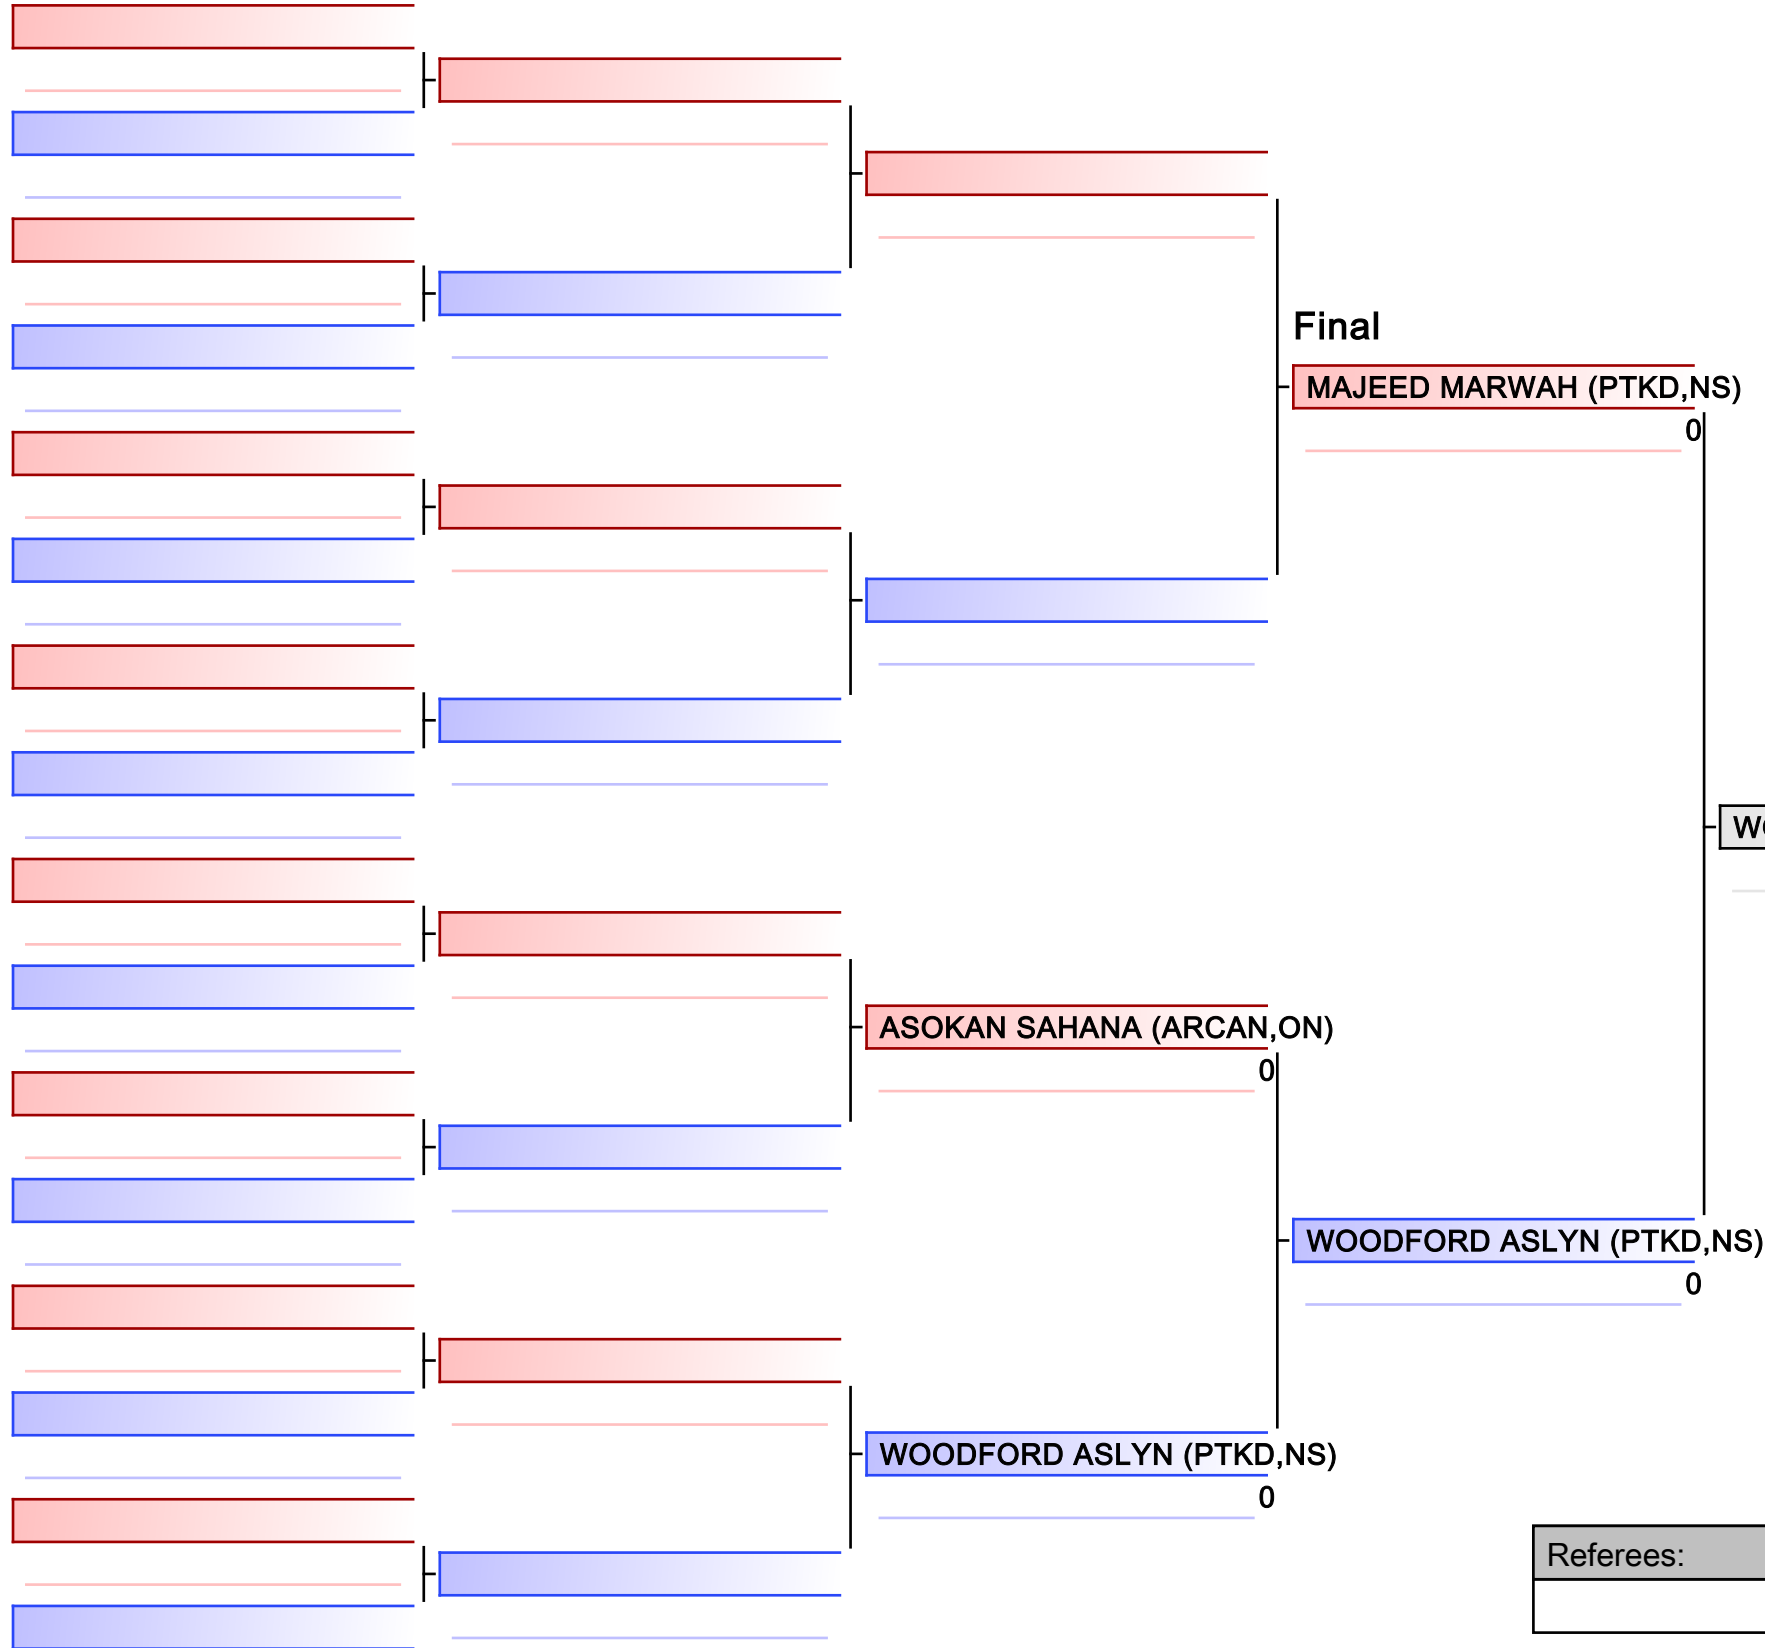 Final
MAJEED MARWAH (PTKD,NS)
0
ASOKAN SAHANA (ARCAN,ON)
0
WOODFORD ASLYN (PTKD,NS)
0
WOODFORD ASLYN (PTKD,NS)
0
Referees: